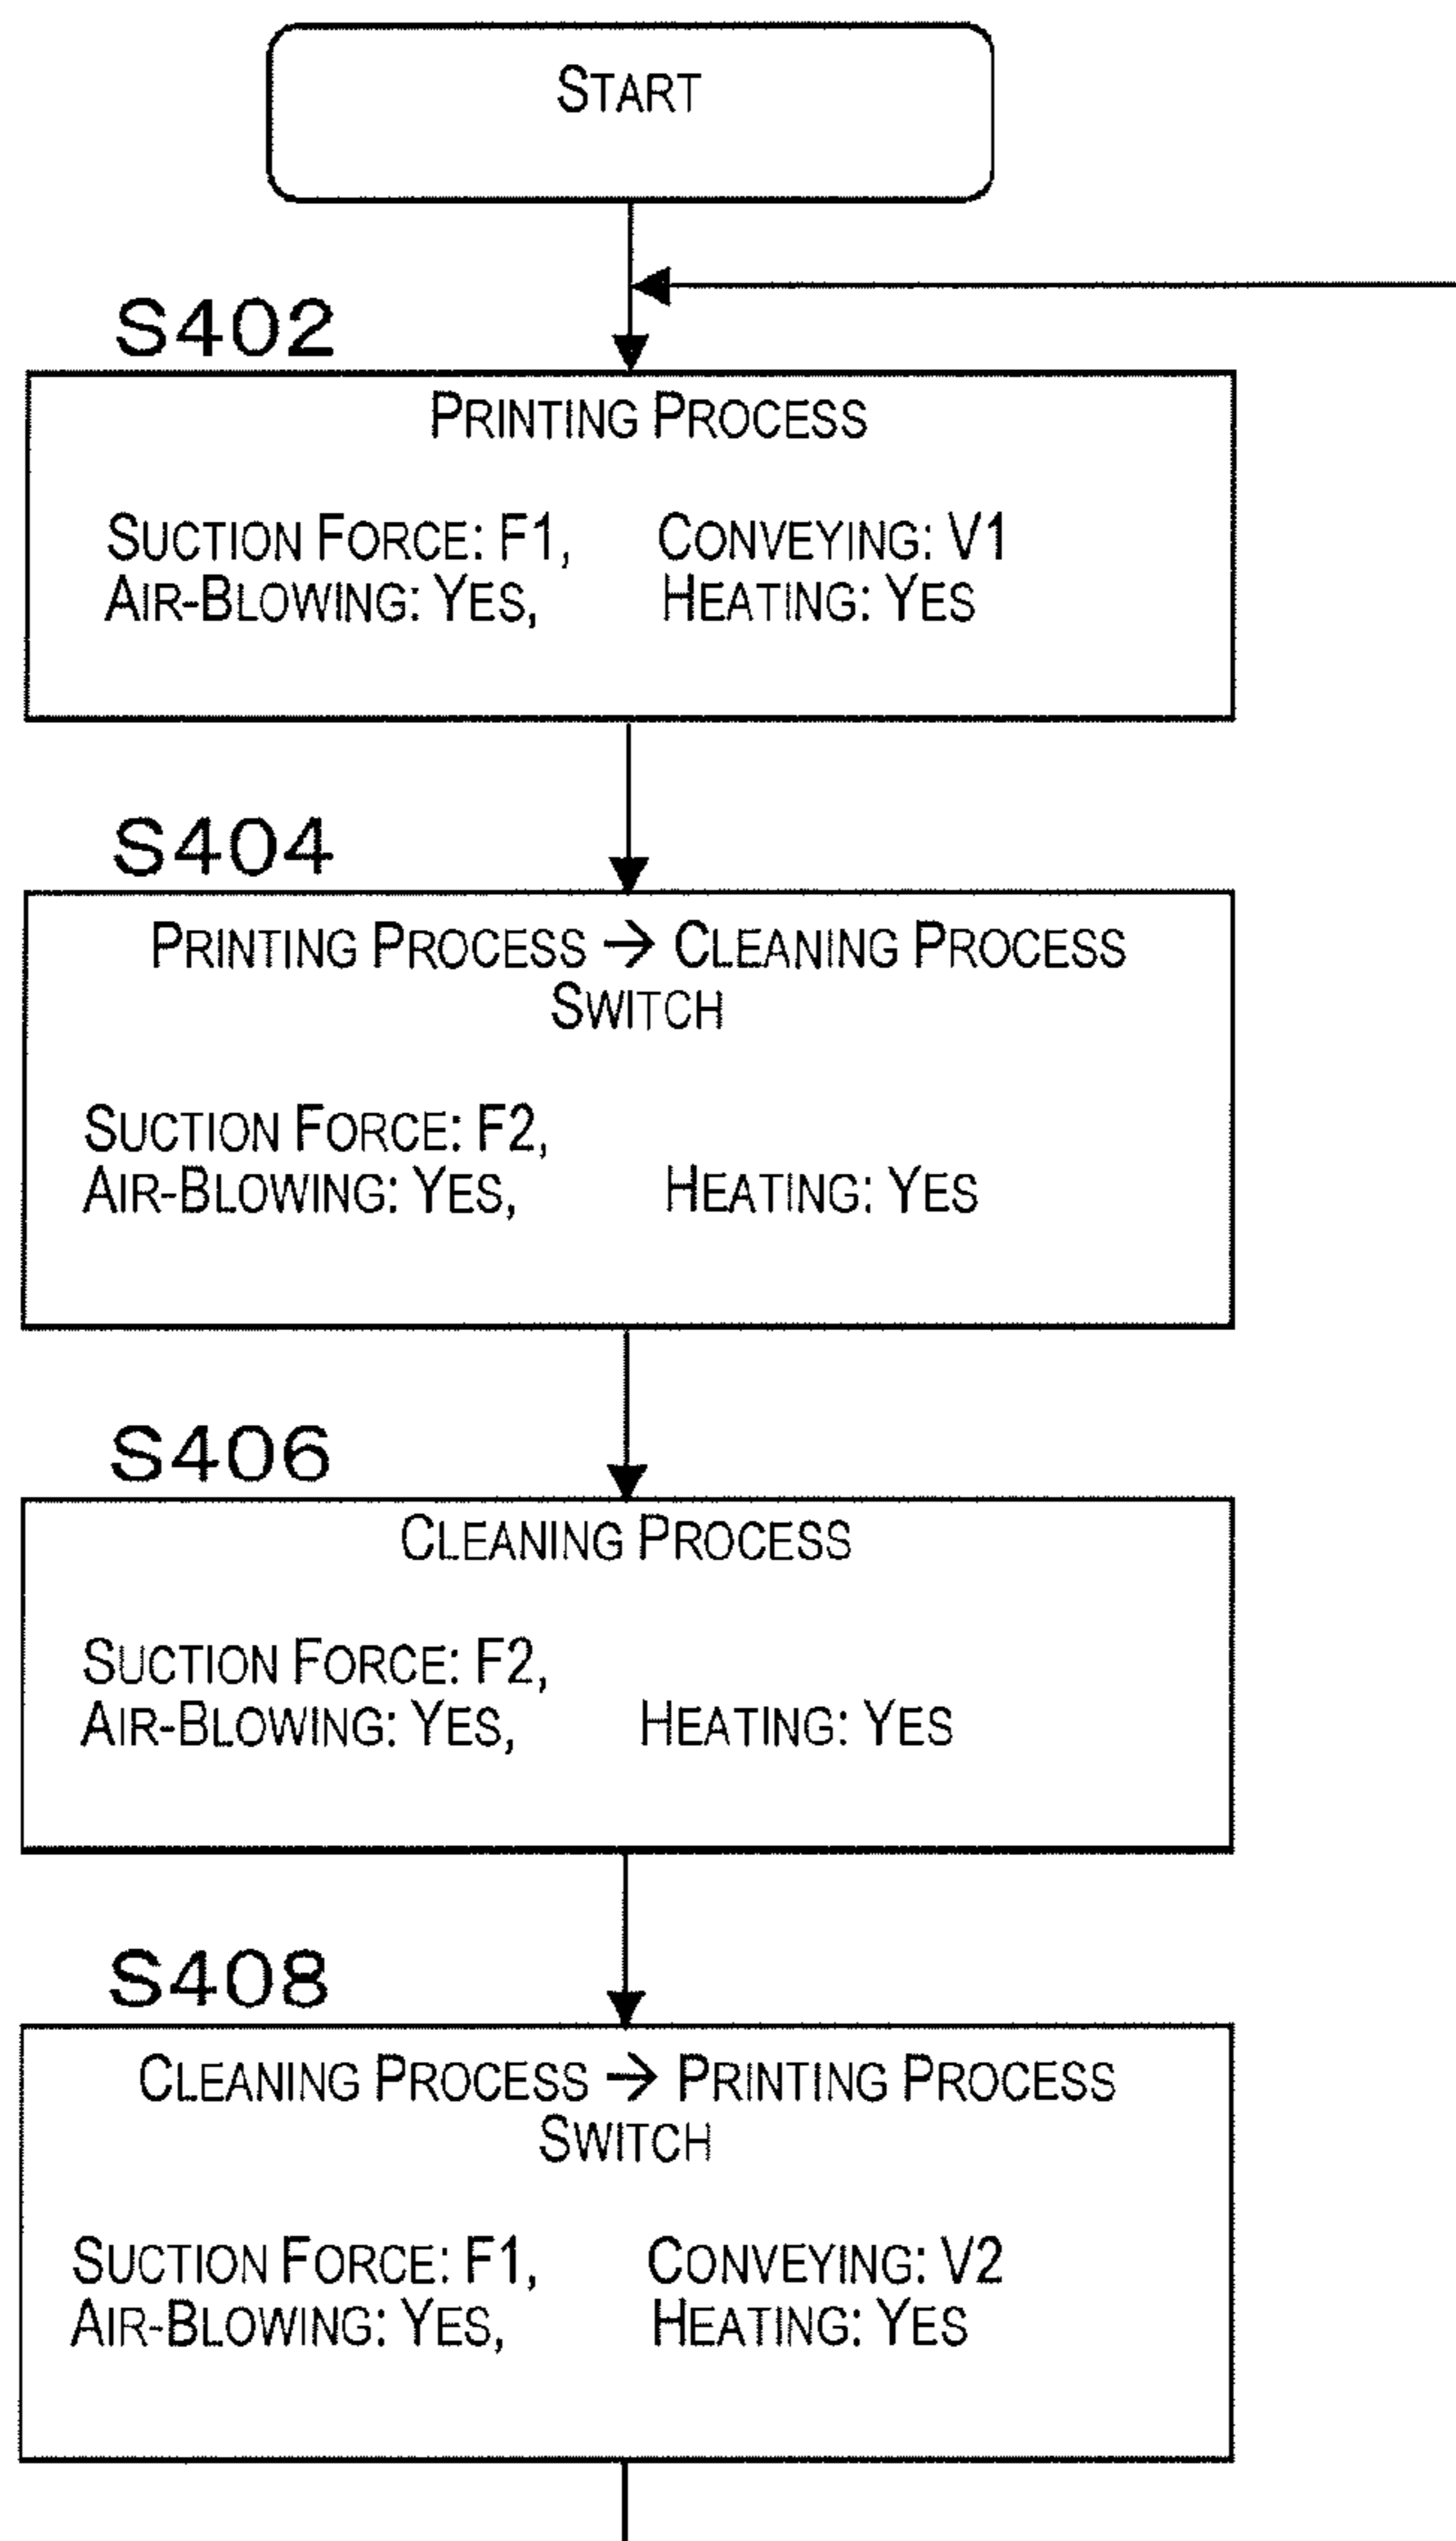 START
S402
PRINTING PROCESS
SUCTION FORCE: F1, CONVEYING: V1
AIR-BLOWING: YES, HEATING: YES
S404
PRINTING PROCESS → CLEANING PROCESS
SWITCH
SUCTION FORCE: F2,
AIR-BLOWING: YES, HEATING: YES
S406
CLEANING PROCESS
SUCTION FORCE: F2,
AIR-BLOWING: YES, HEATING: YES
S408
CLEANING PROCESS → PRINTING PROCESS
SWITCH
SUCTION FORCE: F1, CONVEYING: V2
AIR-BLOWING: YES, HEATING: YES